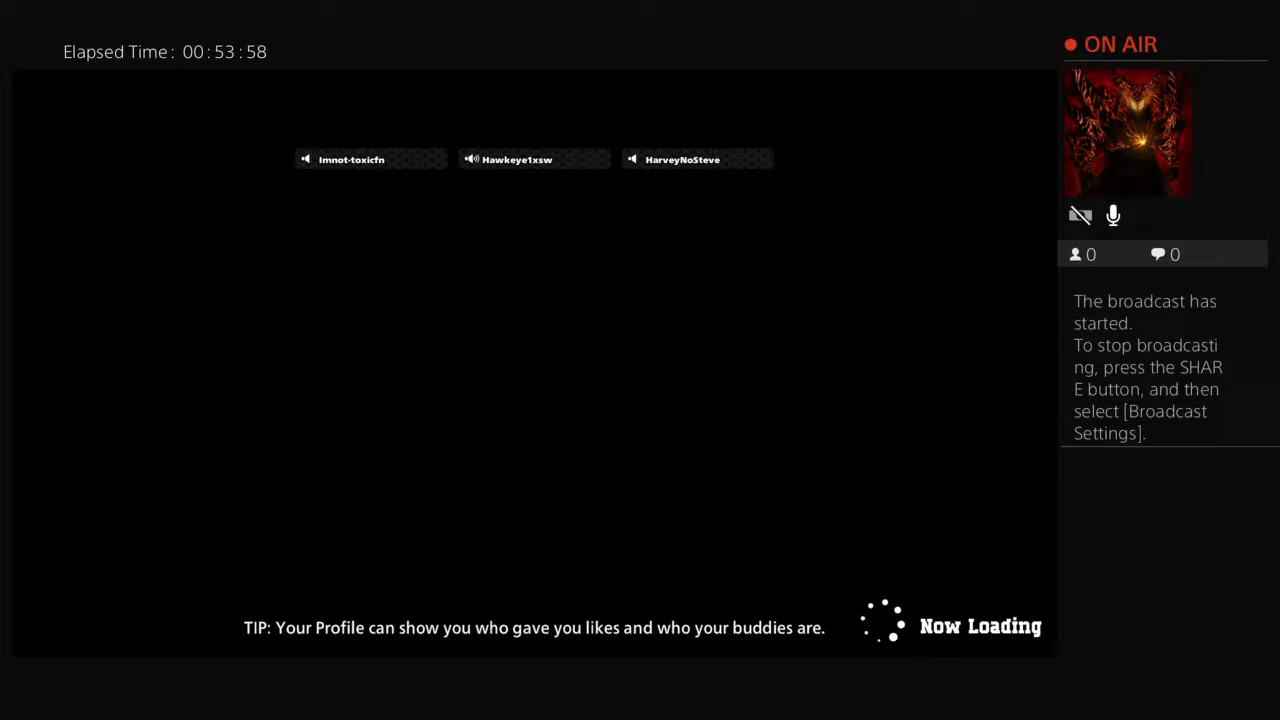 Elapsed Time: 00:53:58
ON AIR
Imnot-toxicfn
Hawkeye1xsw
HarveyNoSteve
0
0
The broadcast has
started.
To stop broadcasti
ng, press the SHAR
E button, and then
select [Broadcast
Settings].
TIP: Your Profile can show you who gave you likes and who your buddies are.
Now Loading